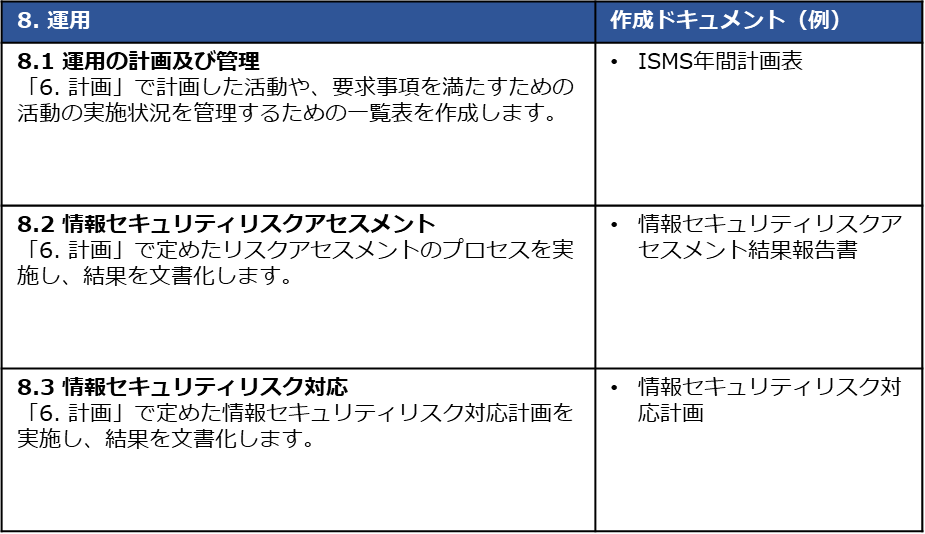 8. 運用
作成ドキュメント（例）
8.1 運用の計画及び管理
「6. 計画」で計画した活動や、要求事項を満たすための
活動の実施状況を管理するための一覧表を作成します。
• ISMS年間計画表
8.2 情報セキュリティリスクアセスメント
「6. 計画」で定めたリスクアセスメントのプロセスを実
施し、結果を文書化します。
• 情報セキュリティリスクア
セスメント結果報告書
8.3 情報セキュリティリスク対応
「6. 計画」で定めた情報セキュリティリスク対応計画を
実施し、結果を文書化します。
• 情報セキュリティリスク対
応計画